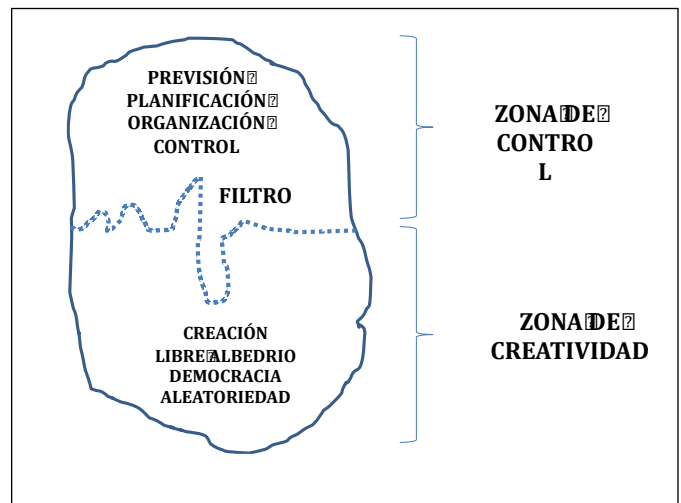 PREVISIÓN⍰
PLANIFICACIÓN⍰
ORGANIZACIÓN⍰
CONTROL
FILTRO
CREACIÓN
LIBRE⍰ALBEDRIO
DEMOCRACIA
ALEATORIEDAD
ZONA⍰DE⍰
CONTRO
L
ZONA⍰DE⍰
CREATIVIDAD